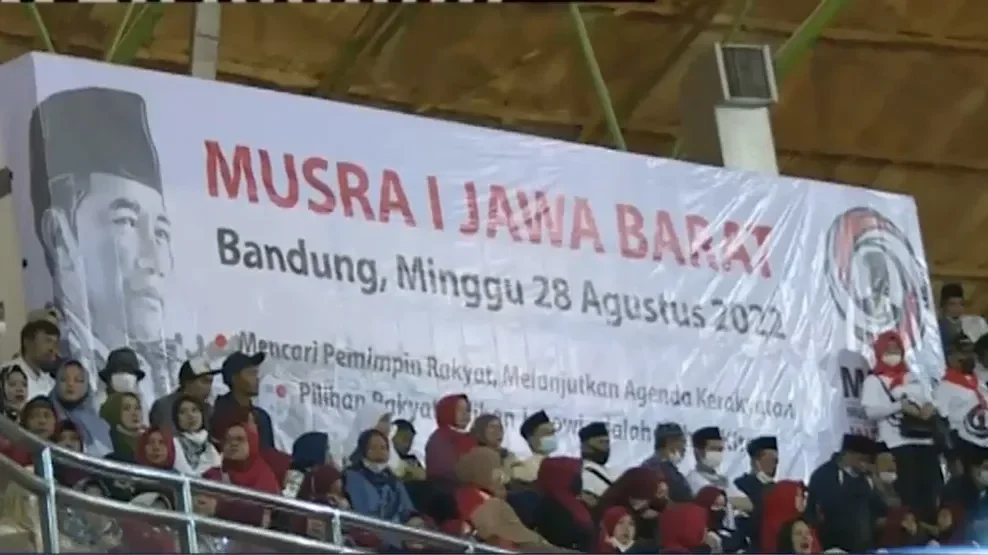 MUSRA I JAWA BARAT
Bandung, Minggu 28 Agustus 2022
• Mencari Pemimpin Rakyat, Melanjutkan Agenda Kerakyatan
• Pilihan Rakyat